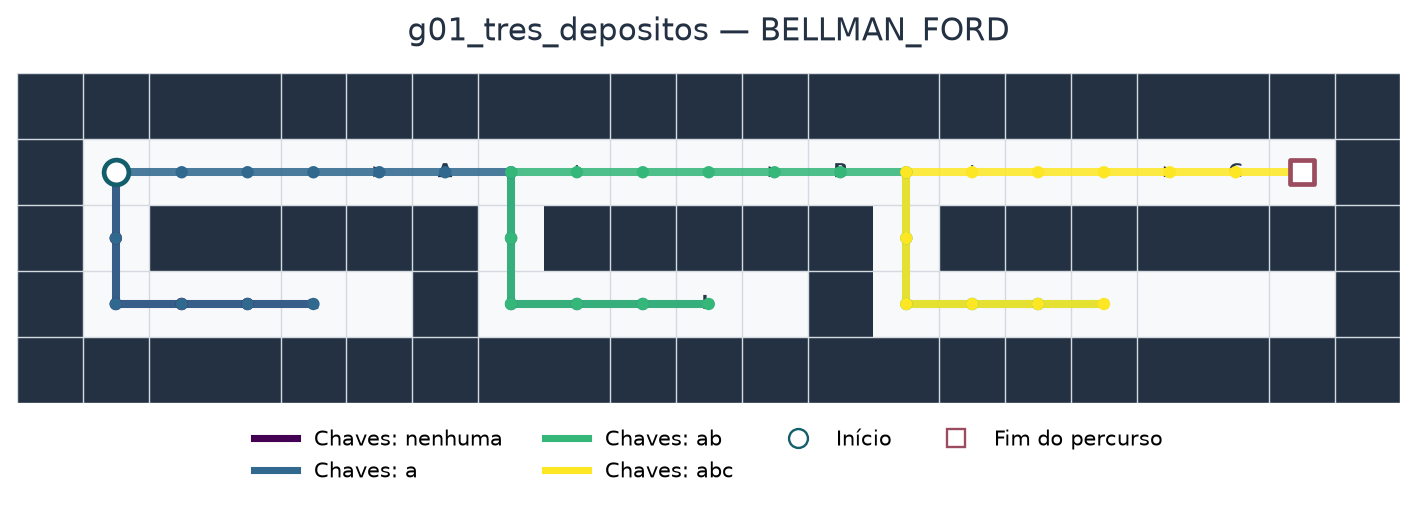 g01_tres_depositos — BELLMAN_FORD
A B C
Chaves: nenhuma Chaves: ab Início Fim do percurso
Chaves: a Chaves: abc